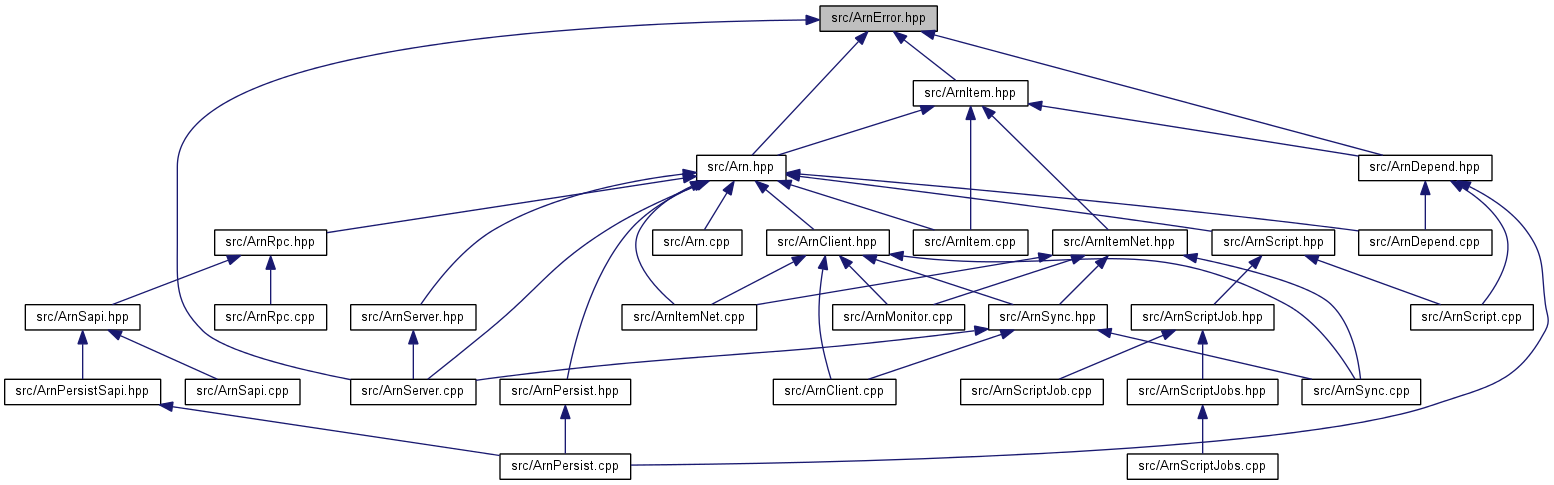 src/ArnError.hpp
src/ArnItem.hpp
src/Arn.hpp
src/ArnDepend.hpp
src/ArnRpc.hpp
src/Arn.cpp
src/ArnClient.hpp
src/ArnItem.cpp
src/ArnItemNet.hpp
src/ArnScript.hpp
src/ArnDepend.cpp
src/ArnSapi.hpp
src/ArnRpc.cpp
src/ArnServer.hpp
src/ArnItemNet.cpp
src/ArnMonitor.cpp
src/ArnSync.hpp
src/ArnScriptJob.hpp
src/ArnScript.cpp
src/ArnPersistSapi.hpp
src/ArnSapi.cpp
src/ArnServer.cpp
src/ArnPersist.hpp
src/ArnClient.cpp
src/ArnScriptJob.cpp
src/ArnScriptJobs.hpp
src/ArnSync.cpp
src/ArnPersist.cpp
src/ArnScriptJobs.cpp